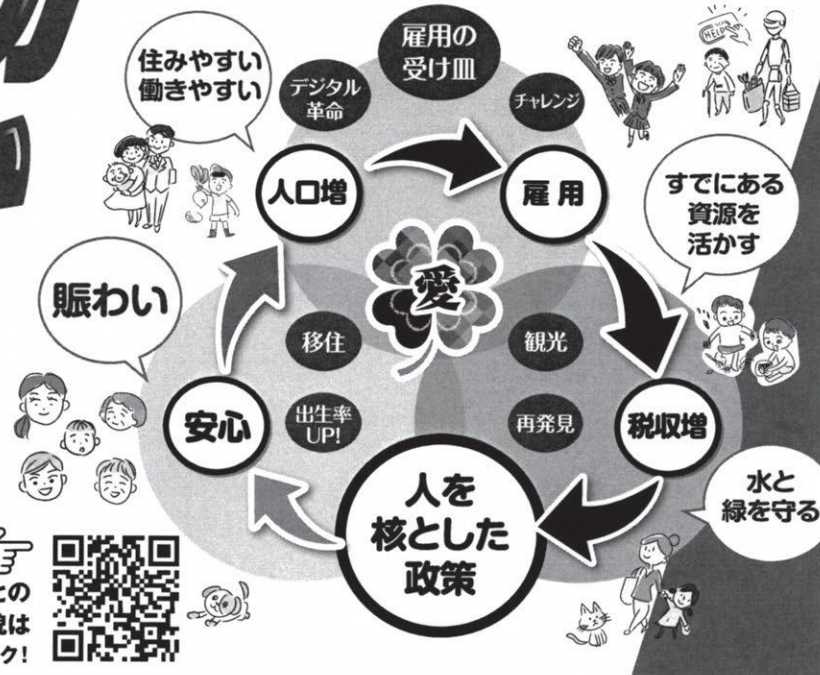 雇用の
受け皿
住みやすい
働きやすい
デジタル
革命
チャレンジ
HELP
人口増
雇用
すでにある
資源を
活かす
愛
賑わい
移住
観光
安心
出生率
UP!
再発見
税収増
人を
核とした
政策
水と
緑を守る
との
は
ク!